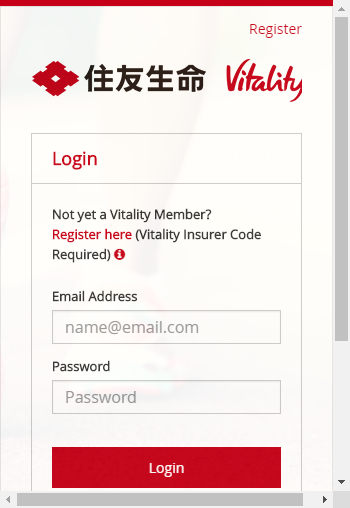 Register
住友生命 Vitality
Login
Not yet a Vitality Member?
Register here (Vitality Insurer Code
Required)
Email Address
name@email.com
Password
Password
Login